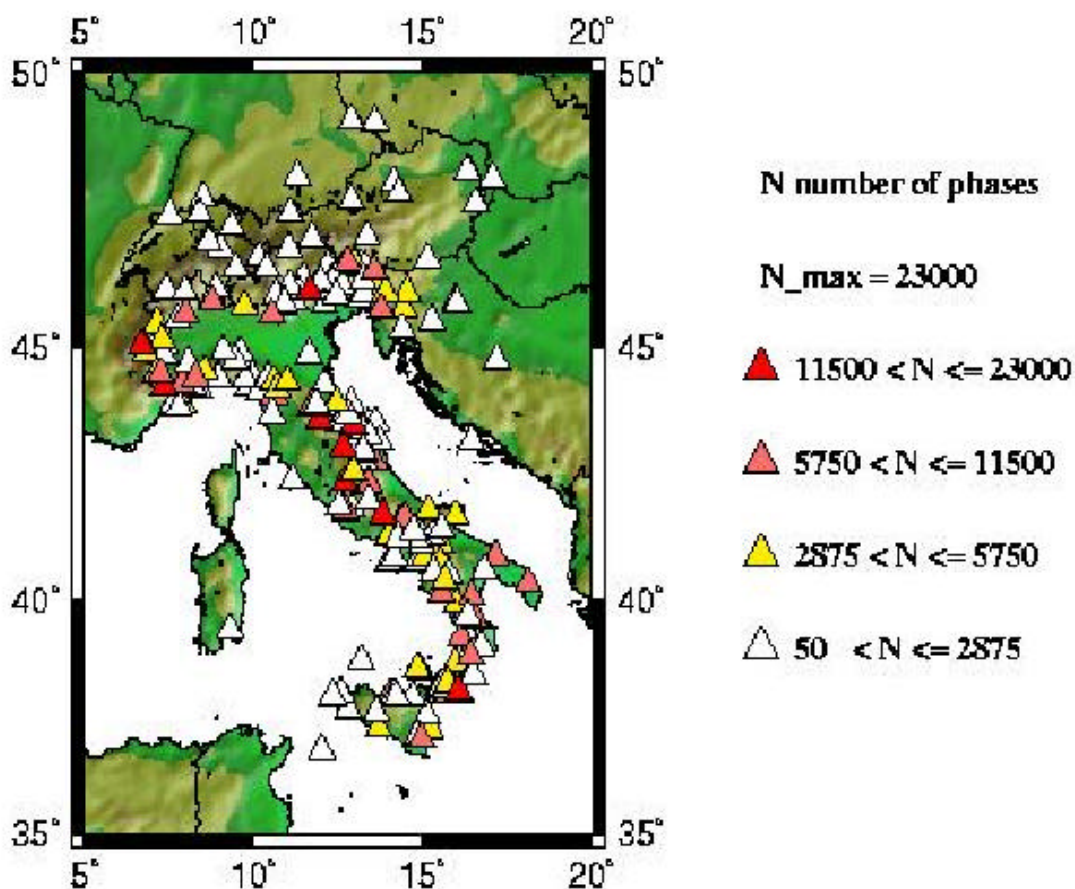 5° 10° 15° 20°
50° 50°
N number of phases
N_max = 23000
45° 45°
11500 < N <= 23000
5750 < N <= 11500
2875 < N <= 5750
40° 40°
50 < N <= 2875
35° 35°
5° 10° 15° 20°